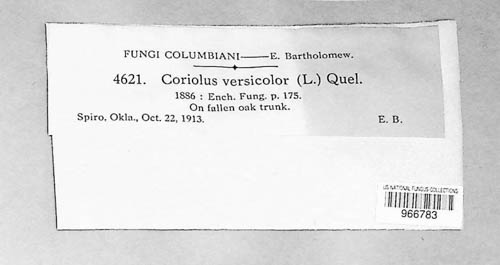 FUNGI COLUMBIANI——E. Bartholomew.
4621. Coriolus versicolor (L.) Quel.
1886 : Ench. Fung. p. 175.
On fallen oak trunk.
Spiro, Okla., Oct. 22, 1913. E. B.
US NATIONAL FUNGUS COLLECTIONS
966783